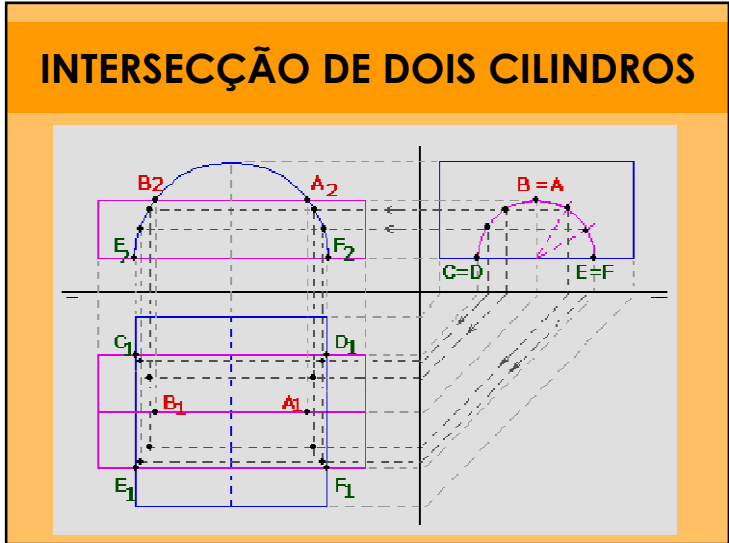 INTERSECÇÃO DE DOIS CILINDROS
B2 A2
B=A
E2 F2
C=D E=F
C1 D1
B1 A1
E1 F1